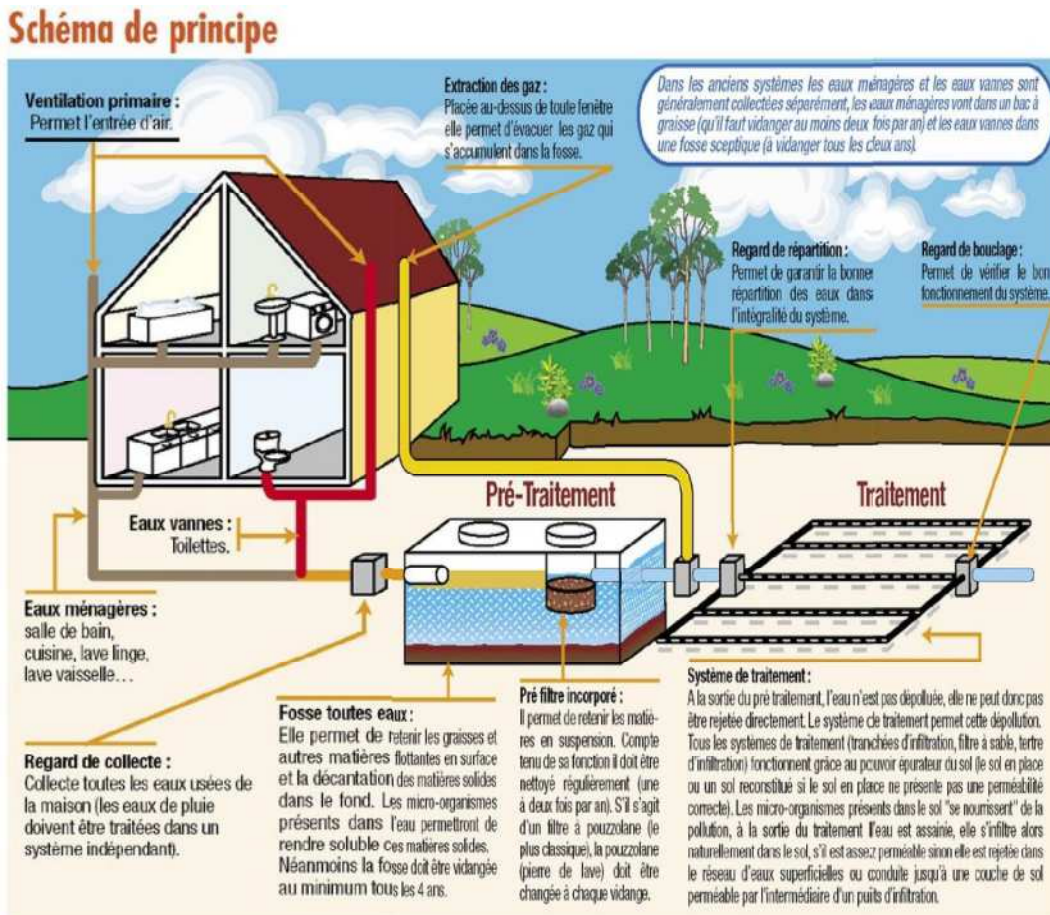 Schéma de principe
Ventilation primaire :
Permet l'entrée d'air.
Extraction des gaz :
Placée au-dessus de toute fenêtre
elle permet d'évacuer les gaz qui
s'accumulent dans la fosse.
Dans les anciens systèmes les eaux ménagères et les eaux vannes sont
généralement collectées séparément, les eaux ménagères vont dans un bac à
graisse (qu'il faut vidanger au moins deux fois par an) et les eaux vannes dans
une fosse sceptique (à vidanger tous les deux ans).
Regard de répartition :
Permet de garantir la bonne
répartition des eaux dans
l'intégralité du système.
Regard de bouclage :
Permet de vérifier le bon
fonctionnement du système.
Pré-Traitement
Traitement
Eaux vannes :
Toilettes.
Eaux ménagères :
salle de bain,
cuisine, lave linge,
lave vaisselle...
Regard de collecte :
Collecte toutes les eaux usées de
la maison (les eaux de pluie
doivent être traitées dans un
système indépendant).
Fosse toutes eaux :
Elle permet de retenir les graisses et
autres matières flottantes en surface
et la décantation des matières solides
dans le fond. Les micro-organismes
présents dans l'eau permettront de
rendre soluble ces matières solides.
Néanmoins la fosse doit être vidangée
au minimum tous les 4 ans.
Pré filtre incorporé :
Il permet de retenir les matiè-
res en suspension. Compte
tenu de sa fonction il doit être
nettoyé régulièrement (une
à deux fois par an). S'il s'agit
d'un filtre à pouzzolane (le
plus classique), la pouzzolane
(pierre de lave) doit être
changée à chaque vidange.
Système de traitement :
A la sortie du pré traitement, l'eau n'est pas dépolluée, elle ne peut donc pas
être rejetée directement. Le système de traitement permet cette dépollution.
Tous les systèmes de traitement (tranchées d'infiltration, filtre à sable, tertre
d'infiltration) fonctionnent grâce au pouvoir épurateur du sol (le sol en place
ou un sol reconstitué si le sol en place ne présente pas une perméabilité
correcte). Les micro-organismes présents dans le sol "se nourrissent" de la
pollution, à la sortie du traitement l'eau est assainie, elle s'infiltre alors
naturellement dans le sol, s'il est assez perméable sinon elle est rejetée dans
le réseau d'eaux superficielles ou conduite jusqu'à une couche de sol
perméable par l'intermédiaire d'un puits d'infiltration.